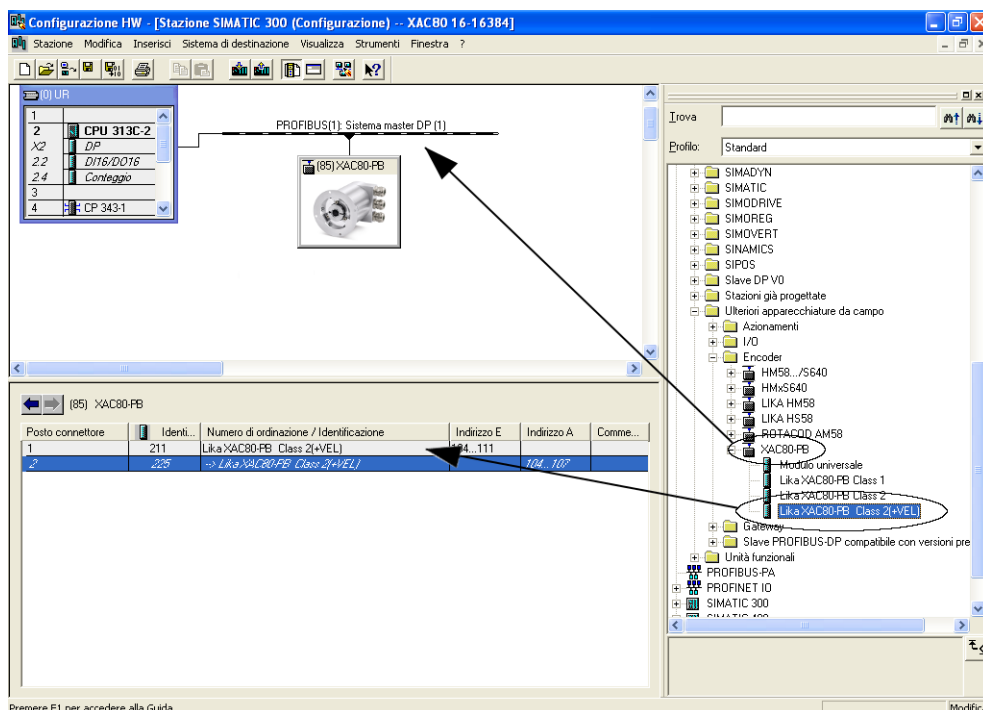 Configurazione HW - [Stazione SIMATIC 300 (Configurazione) -- XAC80 16-16384]
Stazione Modifica Inserisci Sistema di destinazione Visualizza Strumenti Finestra ?
(0) UR
1
2 CPU 313C-2
X2 DP
2.2 DI16/DO16
2.4 Conteggio
3
4 CP 343-1
PROFIBUS(1): Sistema master DP (1)
(85) XAC80-PB
Trova
Profilo: Standard
SIMADYN
SIMATIC
SIMODRIVE
SIMOREG
SIMOVERT
SINAMICS
SIPOS
Slave DP V0
Stazioni già progettate
Ulteriori apparecchiature da campo
Azionamenti
I/O
Encoder
HM58.../S640
HMxS640
LIKA HM58
LIKA HS58
ROTACOD AM58
XAC80-PB
Modulo universale
Lika XAC80-PB Class 1
Lika XAC80-PB Class 2
Lika XAC80-PB Class 2(+VEL)
Gateway
Slave PROFIBUS-DP compatibile con versioni pre
Unità funzionali
PROFIBUS-PA
PROFINET IO
SIMATIC 300
(85) XAC80-PB
Posto connettore Identi... Numero di ordinazione / Identificazione Indirizzo E Indirizzo A Comme...
1 211 Lika XAC80-PB Class 2(+VEL) 104...111
2 225 --> Lika XAC80-PB Class 2(+VEL) 104...107
Premere F1 per accedere alla Guida. Modific